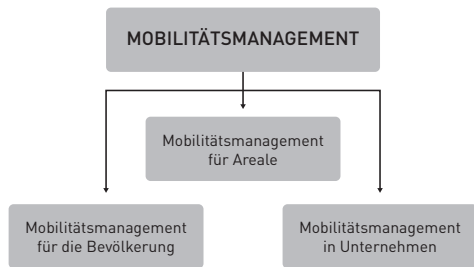 MOBILITÄTSMANAGEMENT
Mobilitätsmanagement
für Areale
Mobilitätsmanagement
für die Bevölkerung
Mobilitätsmanagement
in Unternehmen